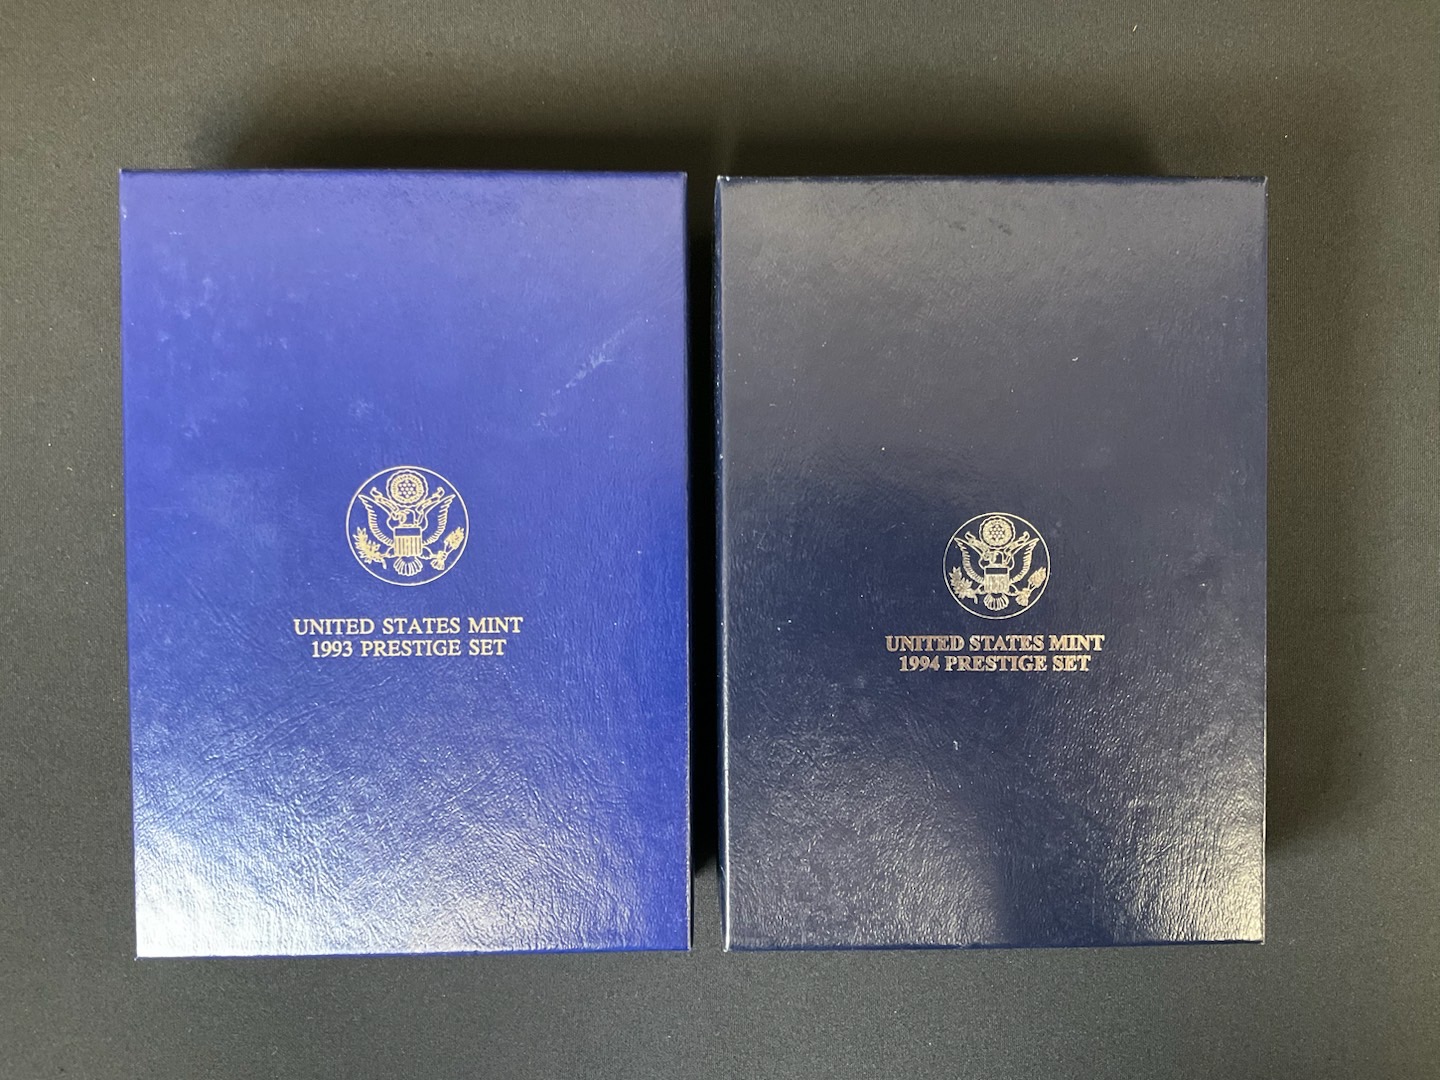 UNITED STATES MINT
1993 PRESTIGE SET
UNITED STATES MINT
1994 PRESTIGE SET